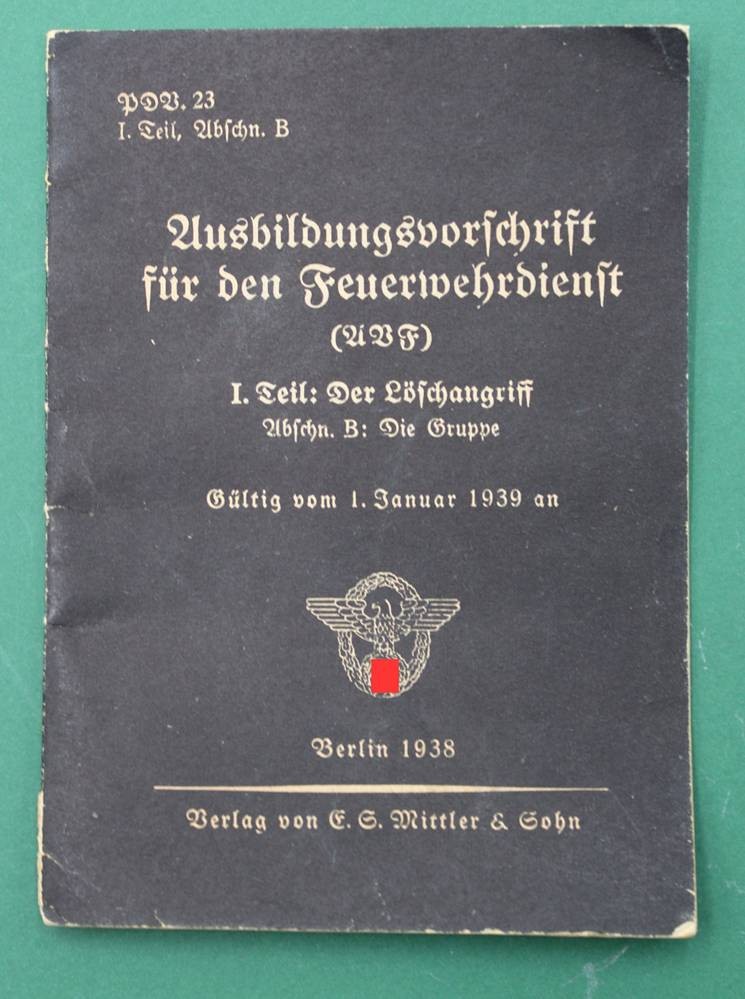 PDV. 23
I. Teil, Abschn. B
Ausbildungsvorschrift
für den Feuerwehrdienst
(AVF)
I. Teil: Der Löschangriff
Abschn. B: Die Gruppe
Gültig vom 1. Januar 1939 an
Berlin 1938
Verlag von E. S. Mittler & Sohn